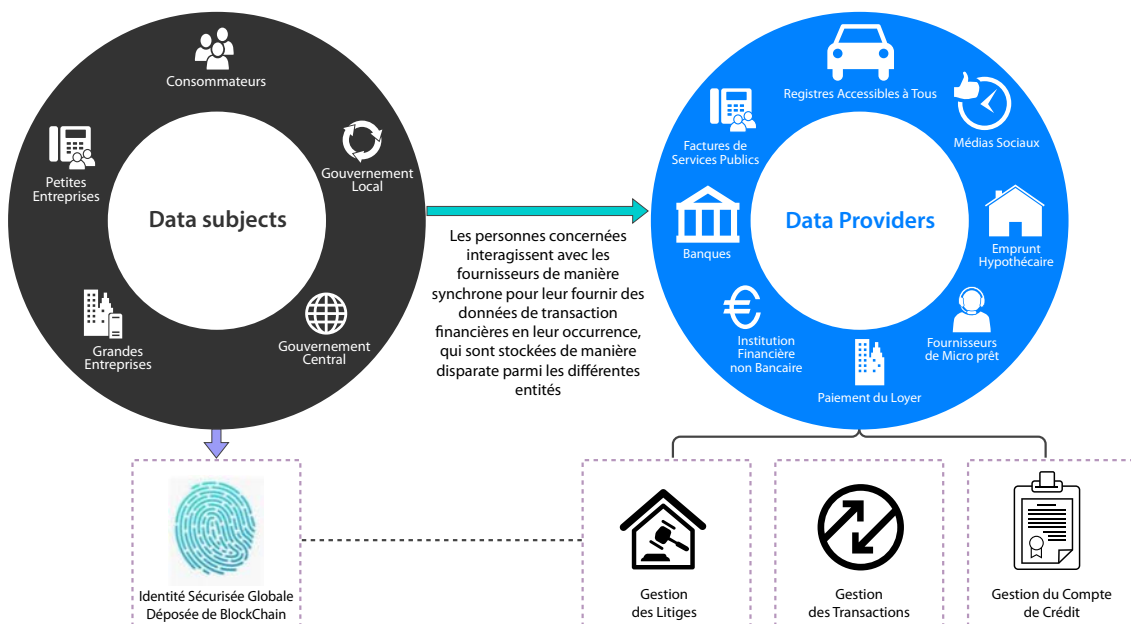 Consommateurs
Petites
Entreprises
Gouvernement
Local
Data subjects
Grandes
Entreprises
Gouvernement
Central
Les personnes concernées
interagissent avec les
fournisseurs de manière
synchrone pour leur fournir des
données de transaction
financières en leur occurrence,
qui sont stockées de manière
disparate parmi les différentes
entités
Registres Accessibles à Tous
Factures de
Services Publics
Médias Sociaux
Banques
Data Providers
Emprunt
Hypothécaire
Institution
Financière
non Bancaire
Fournisseurs
de Micro prêt
Paiement du Loyer
Identité Sécurisée Globale
Déposée de BlockChain
Gestion
des Litiges
Gestion
des Transactions
Gestion du Compte
de Crédit